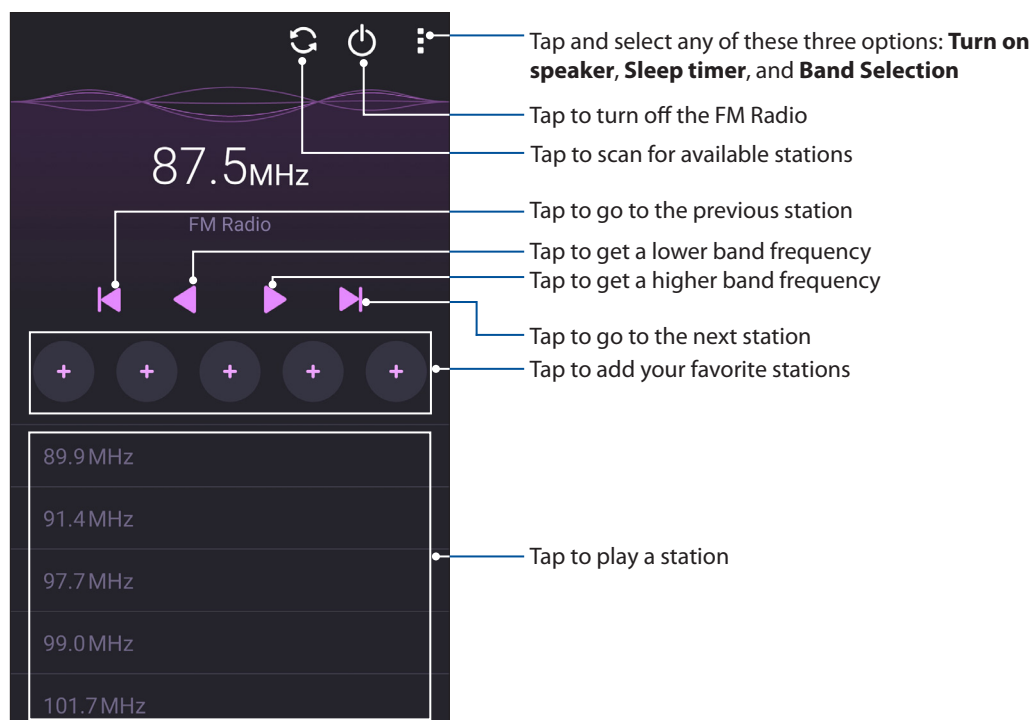 Tap and select any of these three options: Turn on
speaker, Sleep timer, and Band Selection
Tap to turn off the FM Radio
Tap to scan for available stations
87.5MHz
FM Radio
Tap to go to the previous station
Tap to get a lower band frequency
Tap to get a higher band frequency
Tap to go to the next station
Tap to add your favorite stations
+ + + + +
89.9MHz
91.4MHz
97.7MHz
99.0MHz
101.7MHz
Tap to play a station